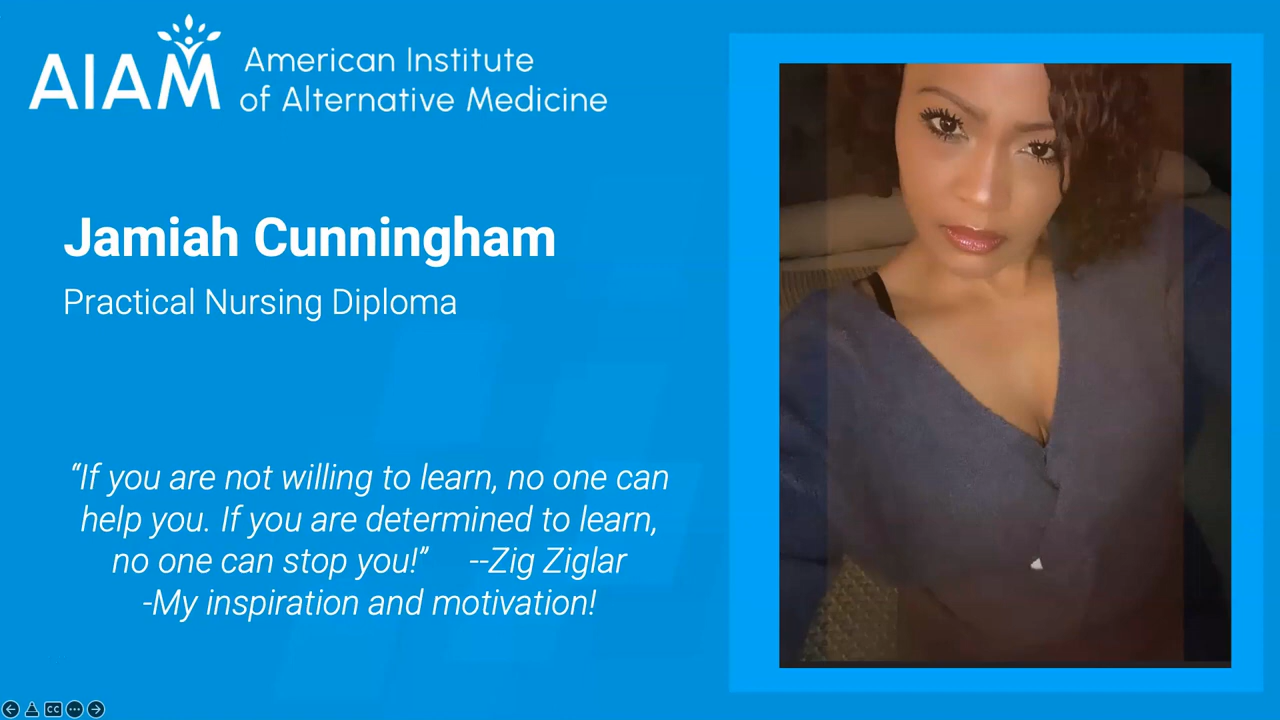 AIAM
American Institute
of Alternative Medicine
Jamiah Cunningham
Practical Nursing Diploma
“If you are not willing to learn, no one can
help you. If you are determined to learn,
no one can stop you!” --Zig Ziglar
-My inspiration and motivation!
CC